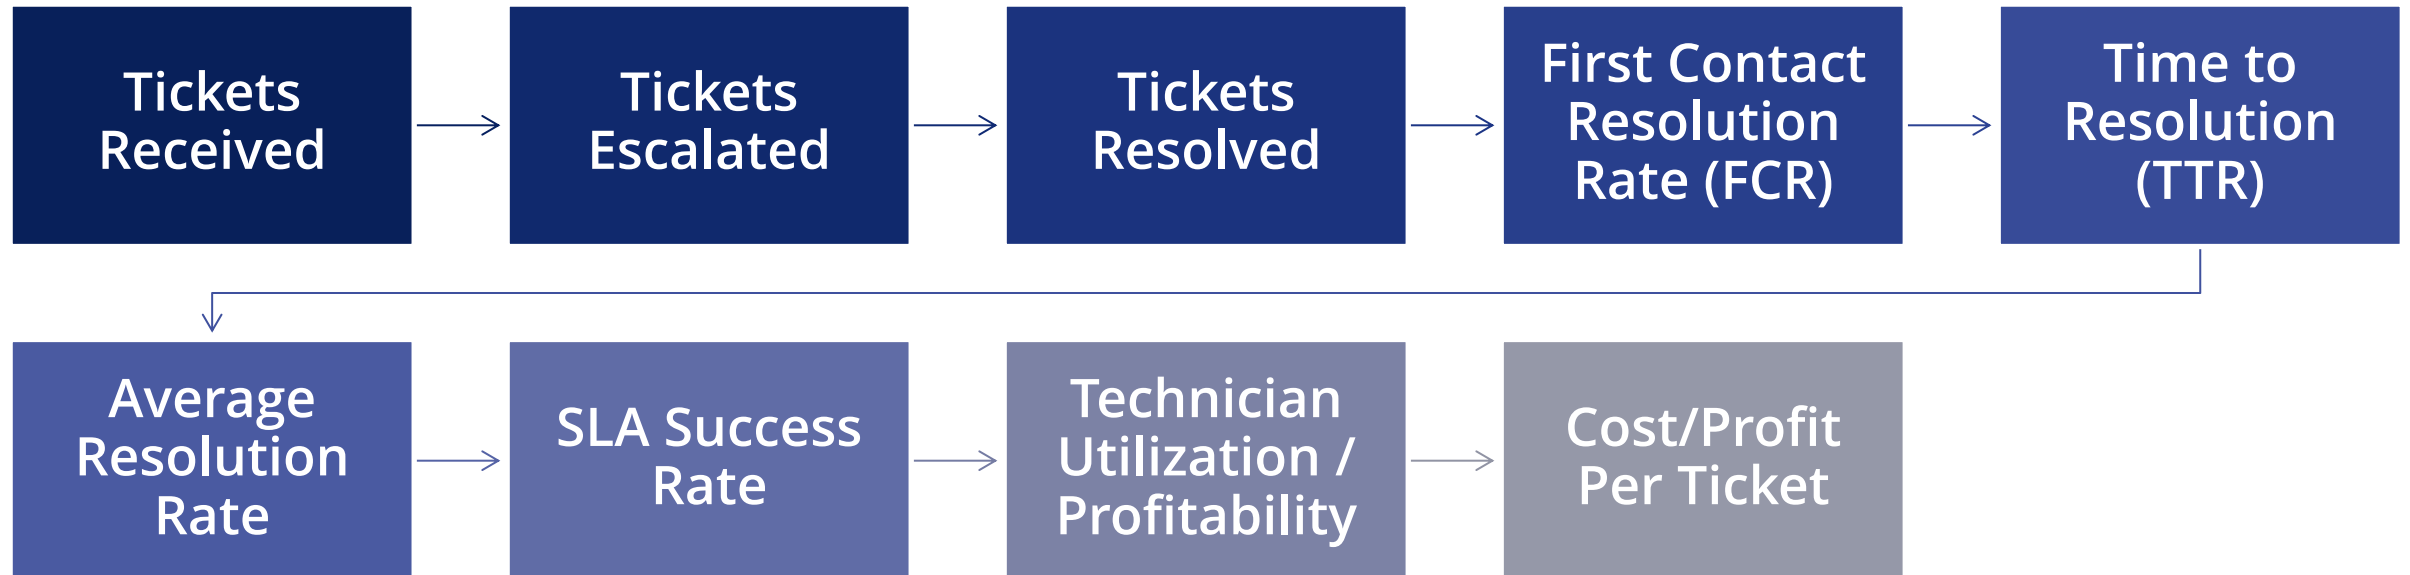 Tickets
Received
Tickets
Escalated
Tickets
Resolved
First Contact
Resolution
Rate (FCR)
Time to
Resolution
(TTR)
Average
Resolution
Rate
SLA Success
Rate
Technician
Utilization /
Profitability
Cost/Profit
Per Ticket